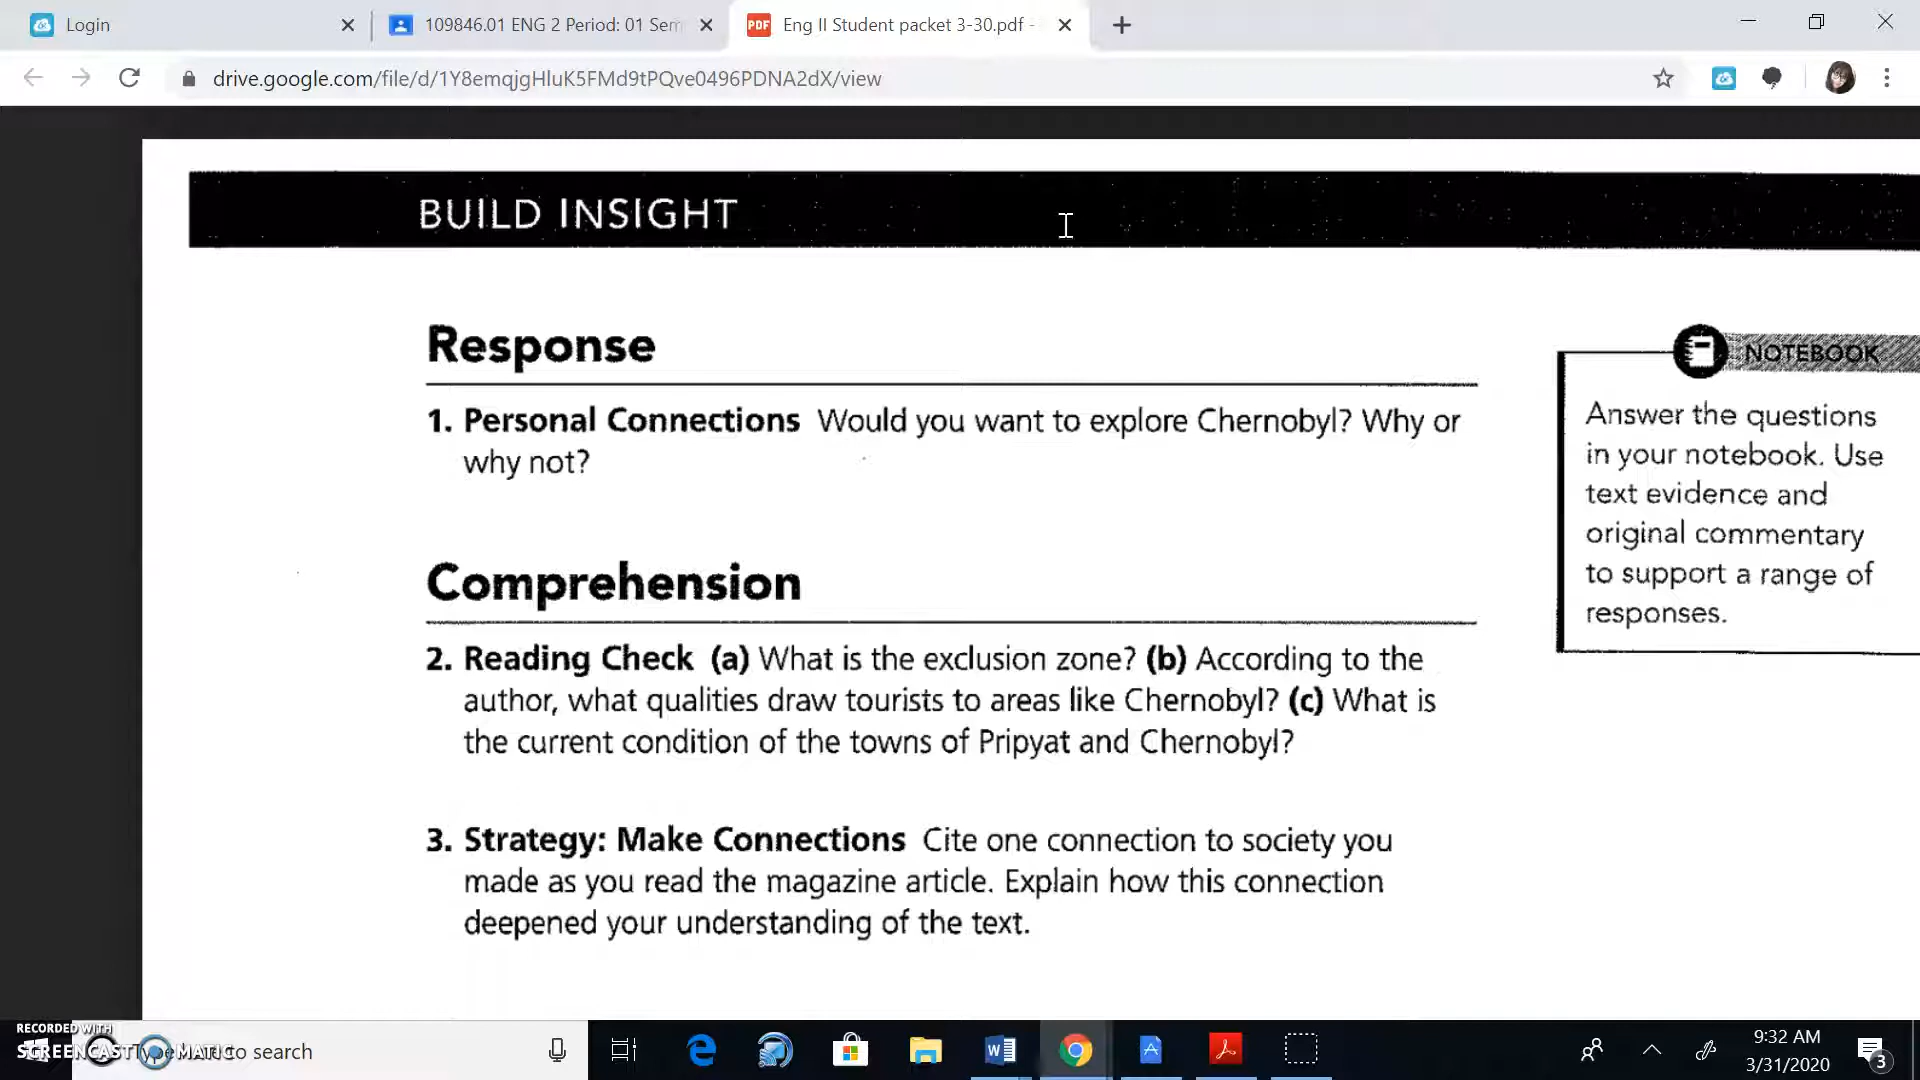 Login
109846.01 ENG 2 Period: 01 Sem
PDF
Eng II Student packet 3-30.pdf -
drive.google.com/file/d/1Y8emqjgHluK5FMd9tPQve0496PDNA2dX/view
BUILD INSIGHT
Response
1. Personal Connections Would you want to explore Chernobyl? Why or
why not?
Comprehension
2. Reading Check (a) What is the exclusion zone? (b) According to the
author, what qualities draw tourists to areas like Chernobyl? (c) What is
the current condition of the towns of Pripyat and Chernobyl?
3. Strategy: Make Connections Cite one connection to society you
made as you read the magazine article. Explain how this connection
deepened your understanding of the text.
NOTEBOOK
Answer the questions
in your notebook. Use
text evidence and
original commentary
to support a range of
responses.
RECORDED WITH
SCREENCAST MATIC
Type here to search
9:32 AM
3/31/2020
3